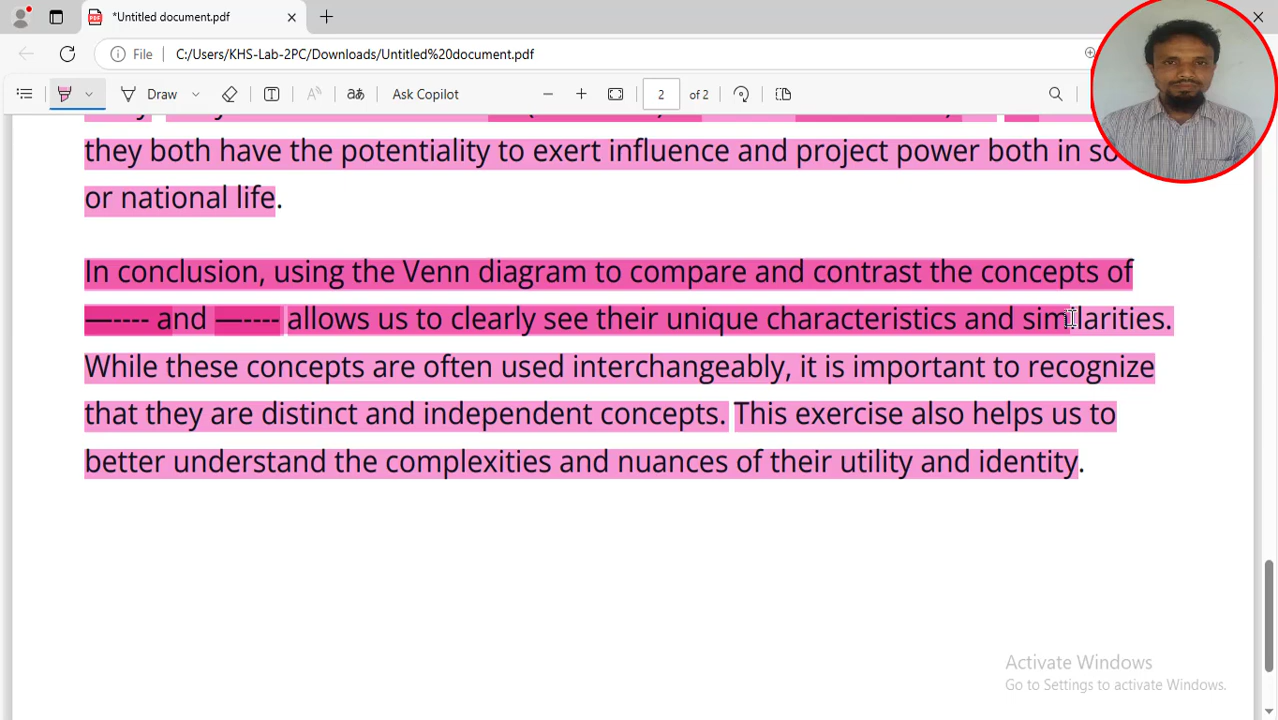 *Untitled document.pdf
File C:/Users/KHS-Lab-2PC/Downloads/Untitled%20document.pdf
Draw Ask Copilot 2 of 2
they both have the potentiality to exert influence and project power both in
or national life.
In conclusion, using the Venn diagram to compare and contrast the concepts of
—---- and —---- allows us to clearly see their unique characteristics and similarities.
While these concepts are often used interchangeably, it is important to recognize
that they are distinct and independent concepts. This exercise also helps us to
better understand the complexities and nuances of their utility and identity.
Activate Windows
Go to Settings to activate Windows.